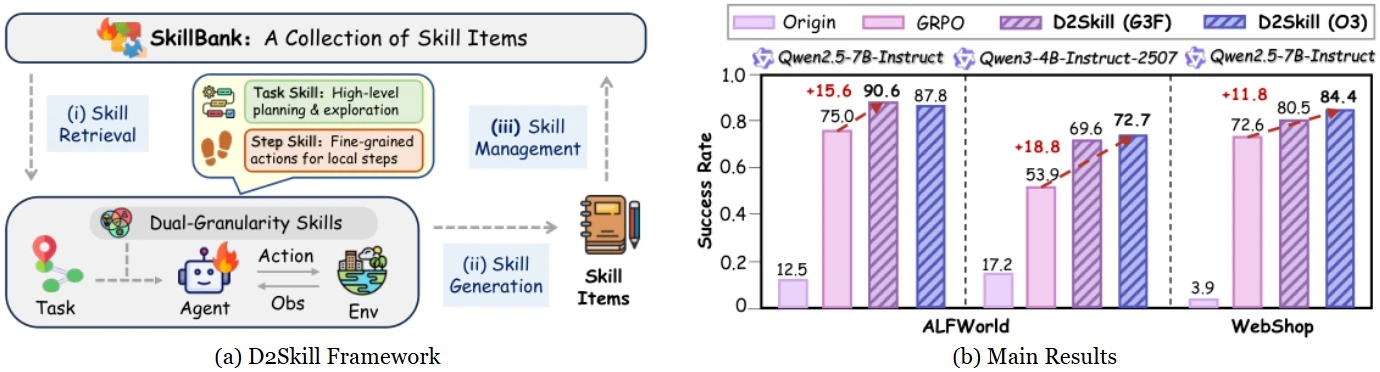 SkillBank: A Collection of Skill Items
(i) Skill
Retrieval
Task Skill: High-level
planning & exploration
Step Skill: Fine-grained
actions for local steps
(iii) Skill
Management
Dual-Granularity Skills
Task
Agent
Action
Obs
Env
(ii) Skill
Generation
Skill
Items
(a) D2Skill Framework
Origin
GRPO
D2Skill (G3F)
D2Skill (O3)
Qwen2.5-7B-Instruct
Qwen3-4B-Instruct-2507
Qwen2.5-7B-Instruct
Success Rate
1.0
0.8
0.6
0.4
0.2
0
12.5
75.0
+15.6
90.6
87.8
17.2
53.9
+18.8
69.6
72.7
3.9
72.6
+11.8
80.5
84.4
ALFWorld
WebShop
(b) Main Results